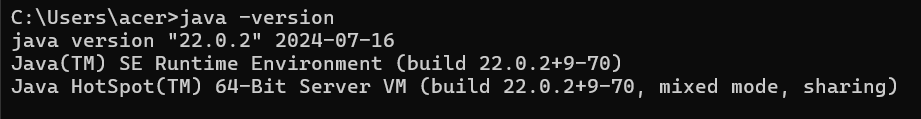 C:\Users\acer>java -version
java version "22.0.2" 2024-07-16
Java(TM) SE Runtime Environment (build 22.0.2+9-70)
Java HotSpot(TM) 64-Bit Server VM (build 22.0.2+9-70, mixed mode, sharing)